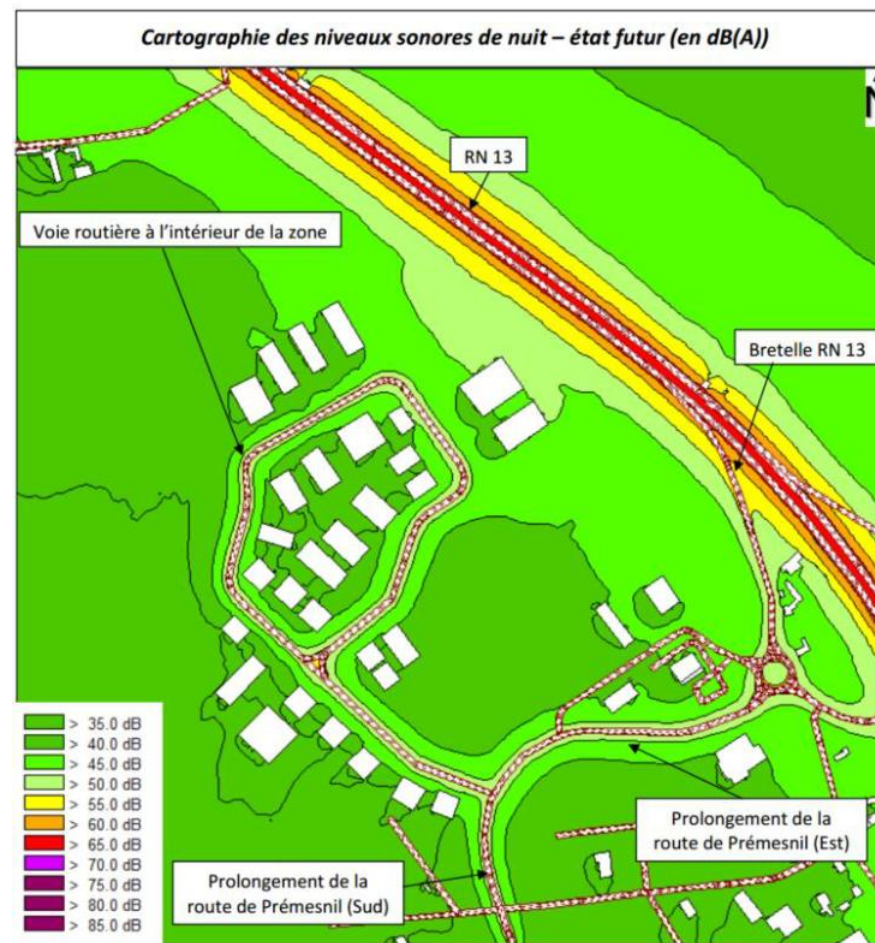 Cartographie des niveaux sonores de nuit – état futur (en dB(A))
RN 13
Voie routière à l’intérieur de la zone
Bretelle RN 13
> 35.0 dB
> 40.0 dB
> 45.0 dB
> 50.0 dB
> 55.0 dB
> 60.0 dB
> 65.0 dB
> 70.0 dB
> 75.0 dB
> 80.0 dB
> 85.0 dB
Prolongement de la
route de Prémesnil (Est)
Prolongement de la
route de Prémesnil (Sud)